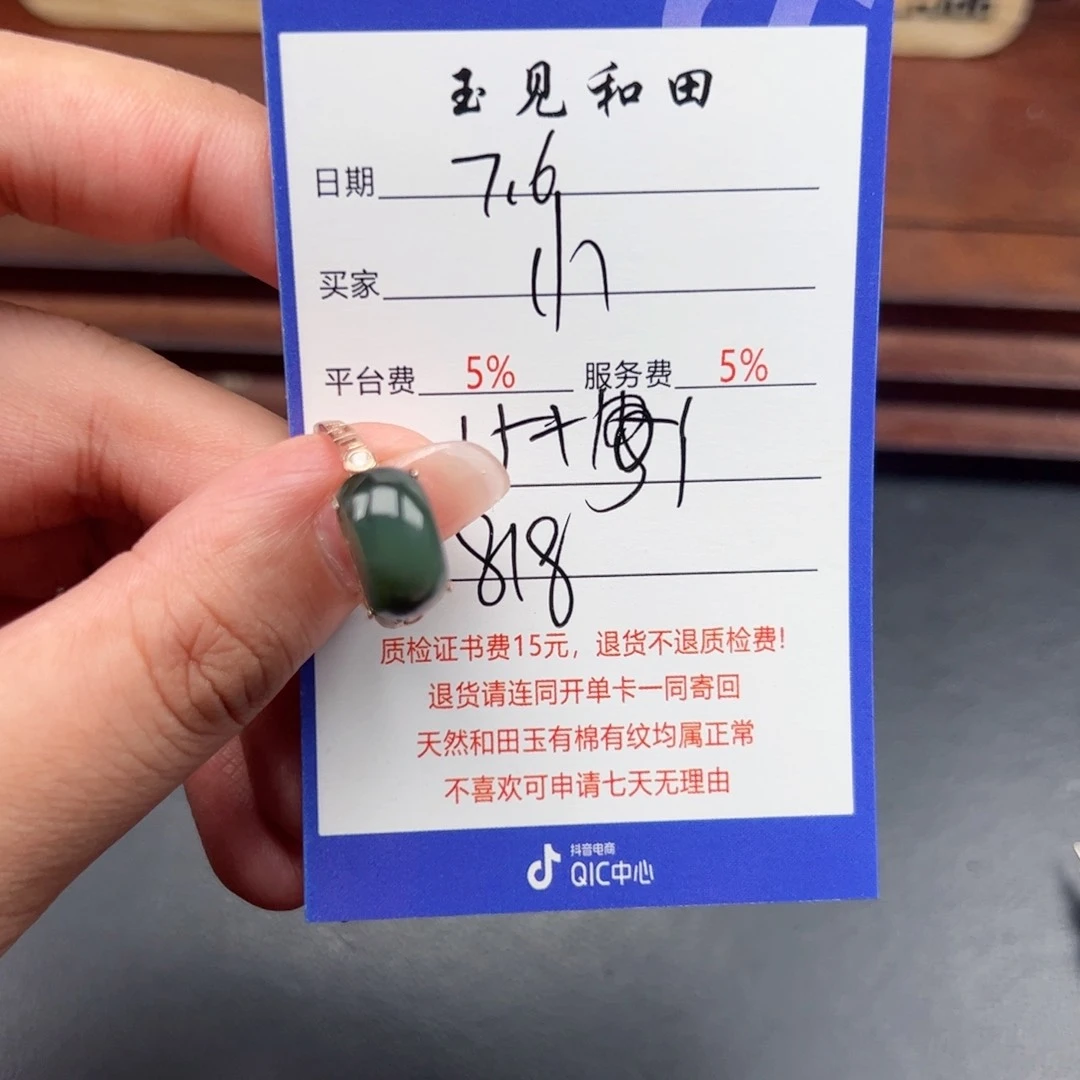 玉见和田
日期 7.6
买家 小
平台费 5% 服务费 5%
818
质检证书费15元，退货不退质检费!
退货请连同开单卡一同寄回
天然和田玉有棉有纹均属正常
不喜欢可申请七天无理由
抖音电商
QIC中心